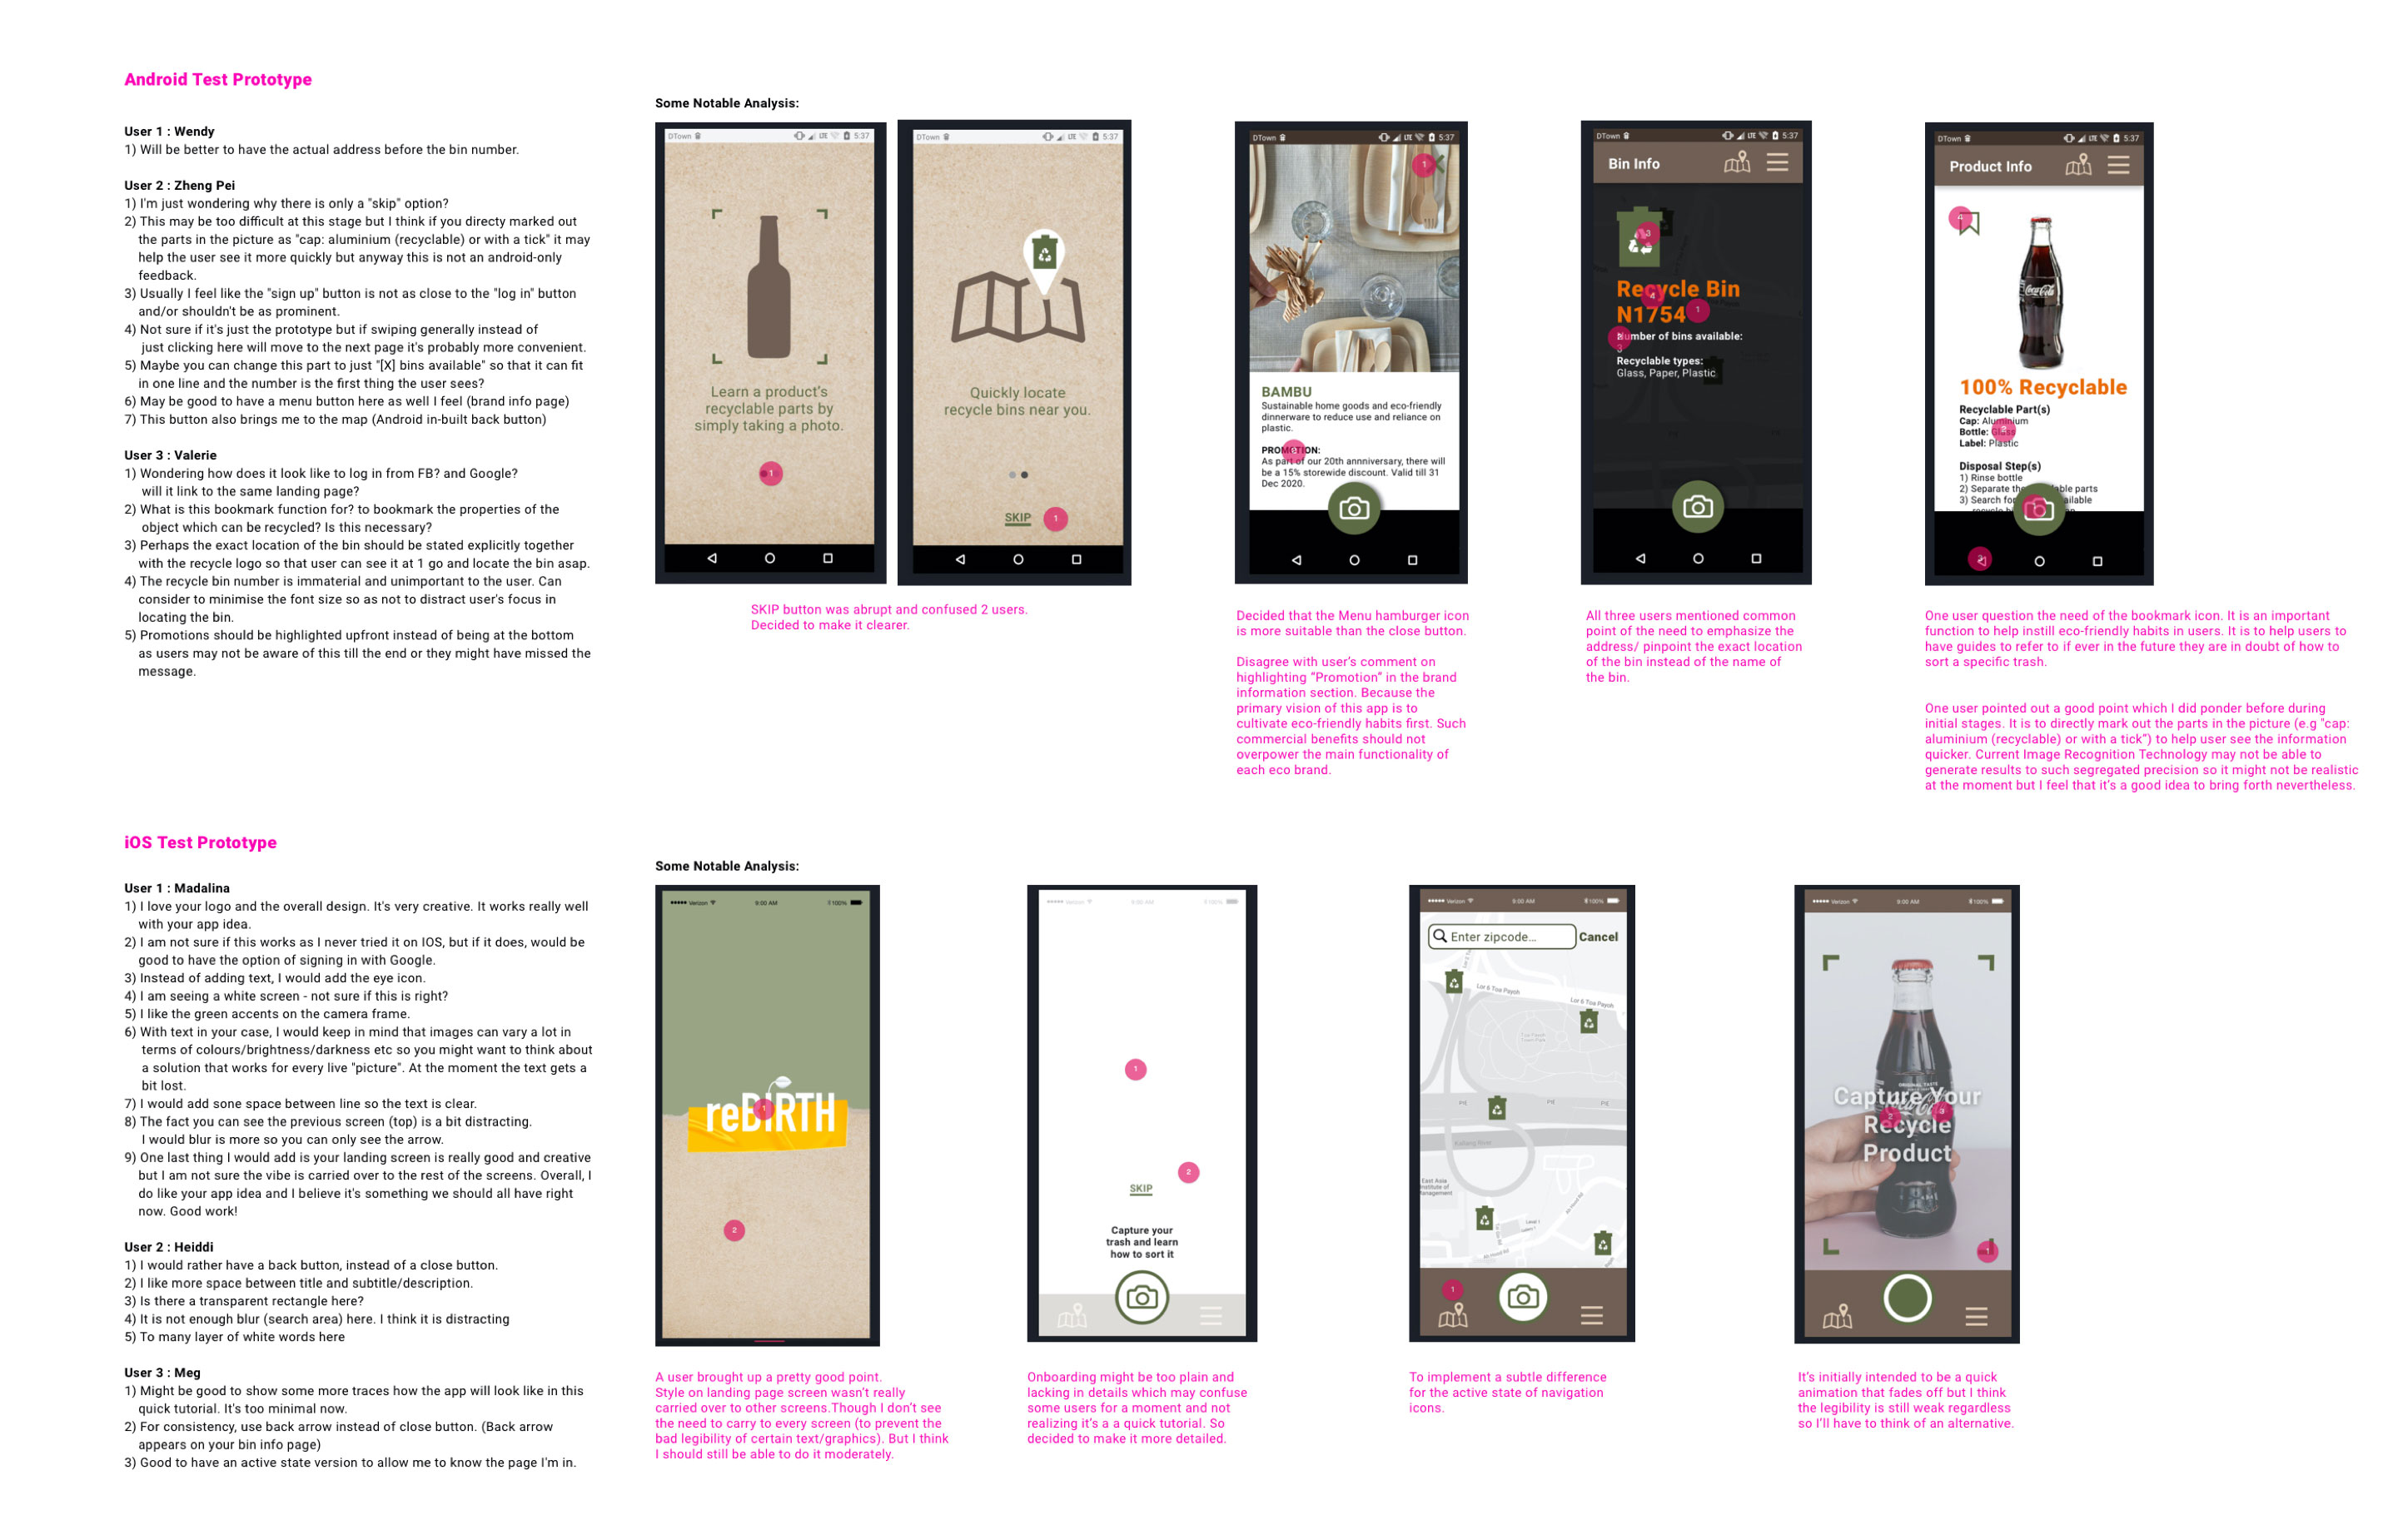 Android Test Prototype
User 1 : Wendy
1) Will be better to have the actual address before the bin number.
User 2 : Zheng Pei
1) I'm just wondering why there is only a "skip" option?
2) This may be too difficult at this stage but I think if you directy marked out
the parts in the picture as "cap: aluminium (recyclable) or with a tick" it may
help the user see it more quickly but anyway this is not an android-only
feedback.
3) Usually I feel like the "sign up" button is not as close to the "log in" button
and/or shouldn't be as prominent.
4) Not sure if it's just the prototype but if swiping generally instead of
just clicking here will move to the next page it's probably more convenient.
5) Maybe you can change this part to just "[X] bins available" so that it can fit
in one line and the number is the first thing the user sees?
6) May be good to have a menu button here as well I feel (brand info page)
7) This button also brings me to the map (Android in-built back button)
User 3 : Valerie
1) Wondering how does it look like to log in from FB? and Google?
will it link to the same landing page?
2) What is this bookmark function for? to bookmark the properties of the
object which can be recycled? Is this necessary?
3) Perhaps the exact location of the bin should be stated explicitly together
with the recycle logo so that user can see it at 1 go and locate the bin asap.
4) The recycle bin number is immaterial and unimportant to the user. Can
consider to minimise the font size so as not to distract user's focus in
locating the bin.
5) Promotions should be highlighted upfront instead of being at the bottom
as users may not be aware of this till the end or they might have missed the
message.
Some Notable Analysis:
DTown
LTE 5:37
Learn a product's
recyclable parts by
simply taking a photo.
1
DTown
LTE 5:37
Quickly locate
recycle bins near you.
SKIP
1
SKIP button was abrupt and confused 2 users.
Decided to make it clearer.
DTown
LTE 5:37
1
BAMBU
Sustainable home goods and eco-friendly
dinnerware to reduce use and reliance on
plastic.
PROMOTION:
As part of our 20th annniversary, there will
be a 15% storewide discount. Valid till 31
Dec 2020.
Decided that the Menu hamburger icon
is more suitable than the close button.
Disagree with user's comment on
highlighting "Promotion" in the brand
information section. Because the
primary vision of this app is to
cultivate eco-friendly habits first. Such
commercial benefits should not
overpower the main functionality of
each eco brand.
DTown
LTE 5:37
Bin Info
3
Recycle Bin
4
N1754
1
Number of bins available:
3
Recyclable types:
Glass, Paper, Plastic
All three users mentioned common
point of the need to emphasize the
address/ pinpoint the exact location
of the bin instead of the name of
the bin.
DTown
LTE 5:37
Product Info
4
Coca-Cola
100% Recyclable
Recyclable Part(s)
Cap: Aluminium
Bottle: Glass
Label: Plastic
Disposal Step(s)
1) Rinse bottle
2) Separate the parts
3) Search for
One user question the need of the bookmark icon. It is an important
function to help instill eco-friendly habits in users. It is to help users to
have guides to refer to if ever in the future they are in doubt of how to
sort a specific trash.
One user pointed out a good point which I did ponder before during
initial stages. It is to directly mark out the parts in the picture (e.g "cap:
aluminium (recyclable) or with a tick") to help user see the information
quicker. Current Image Recognition Technology may not be able to
generate results to such segregated precision so it might not be realistic
at the moment but I feel that it's a good idea to bring forth nevertheless.
iOS Test Prototype
User 1 : Madalina
1) I love your logo and the overall design. It's very creative. It works really well
with your app idea.
2) I am not sure if this works as I never tried it on IOS, but if it does, would be
good to have the option of signing in with Google.
3) Instead of adding text, I would add the eye icon.
4) I am seeing a white screen - not sure if this is right?
5) I like the green accents on the camera frame.
6) With text in your case, I would keep in mind that images can vary a lot in
terms of colours/brightness/darkness etc so you might want to think about
a solution that works for every live "picture". At the moment the text gets a
bit lost.
7) I would add sone space between line so the text is clear.
8) The fact you can see the previous screen (top) is a bit distracting.
I would blur is more so you can only see the arrow.
9) One last thing I would add is your landing screen is really good and creative
but I am not sure the vibe is carried over to the rest of the screens. Overall, I
do like your app idea and I believe it's something we should all have right
now. Good work!
User 2 : Heiddi
1) I would rather have a back button, instead of a close button.
2) I like more space between title and subtitle/description.
3) Is there a transparent rectangle here?
4) It is not enough blur (search area) here. I think it is distracting
5) To many layer of white words here
User 3 : Meg
1) Might be good to show some more traces how the app will look like in this
quick tutorial. It's too minimal now.
2) For consistency, use back arrow instead of close button. (Back arrow
appears on your bin info page)
3) Good to have an active state version to allow me to know the page I'm in.
Some Notable Analysis:
Verizon 9:00 AM 100%
reBIRTH
1
2
A user brought up a pretty good point.
Style on landing page screen wasn't really
carried over to other screens.Though I don't see
the need to carry to every screen (to prevent the
bad legibility of certain text/graphics). But I think
I should still be able to do it moderately.
Verizon 9:00 AM 100%
1
2
SKIP
Capture your
trash and learn
how to sort it
Onboarding might be too plain and
lacking in details which may confuse
some users for a moment and not
realizing it's a a quick tutorial. So
decided to make it more detailed.
Verizon 9:00 AM 100%
Enter zipcode...
Cancel
Lor 6 Toa Payoh
Lor 6 Toa Payoh
Toa Payoh
Town Park
PIE
PIE
PIE
Kallang River
East Asia
Institute of
Management
1
To implement a subtle difference
for the active state of navigation
icons.
Verizon 9:00 AM 100%
ORIGINAL TASTE
Capture Your
2
3
Recycle
Product
1
It's initially intended to be a quick
animation that fades off but I think
the legibility is still weak regardless
so I'll have to think of an alternative.